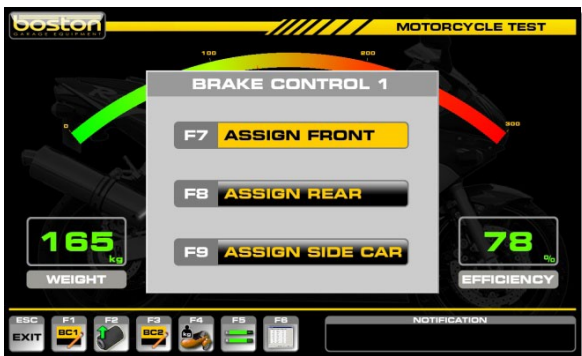 boston
GARAGE EQUIPMENT
MOTORCYCLE TEST
100
200
0
300
BRAKE CONTROL 1
F7 ASSIGN FRONT
F8 ASSIGN REAR
F9 ASSIGN SIDE CAR
165 kg
WEIGHT
78 %
EFFICIENCY
ESC F1 F2 F3 F4 F5 F6 NOTIFICATION
EXIT BC1 BC2 kg